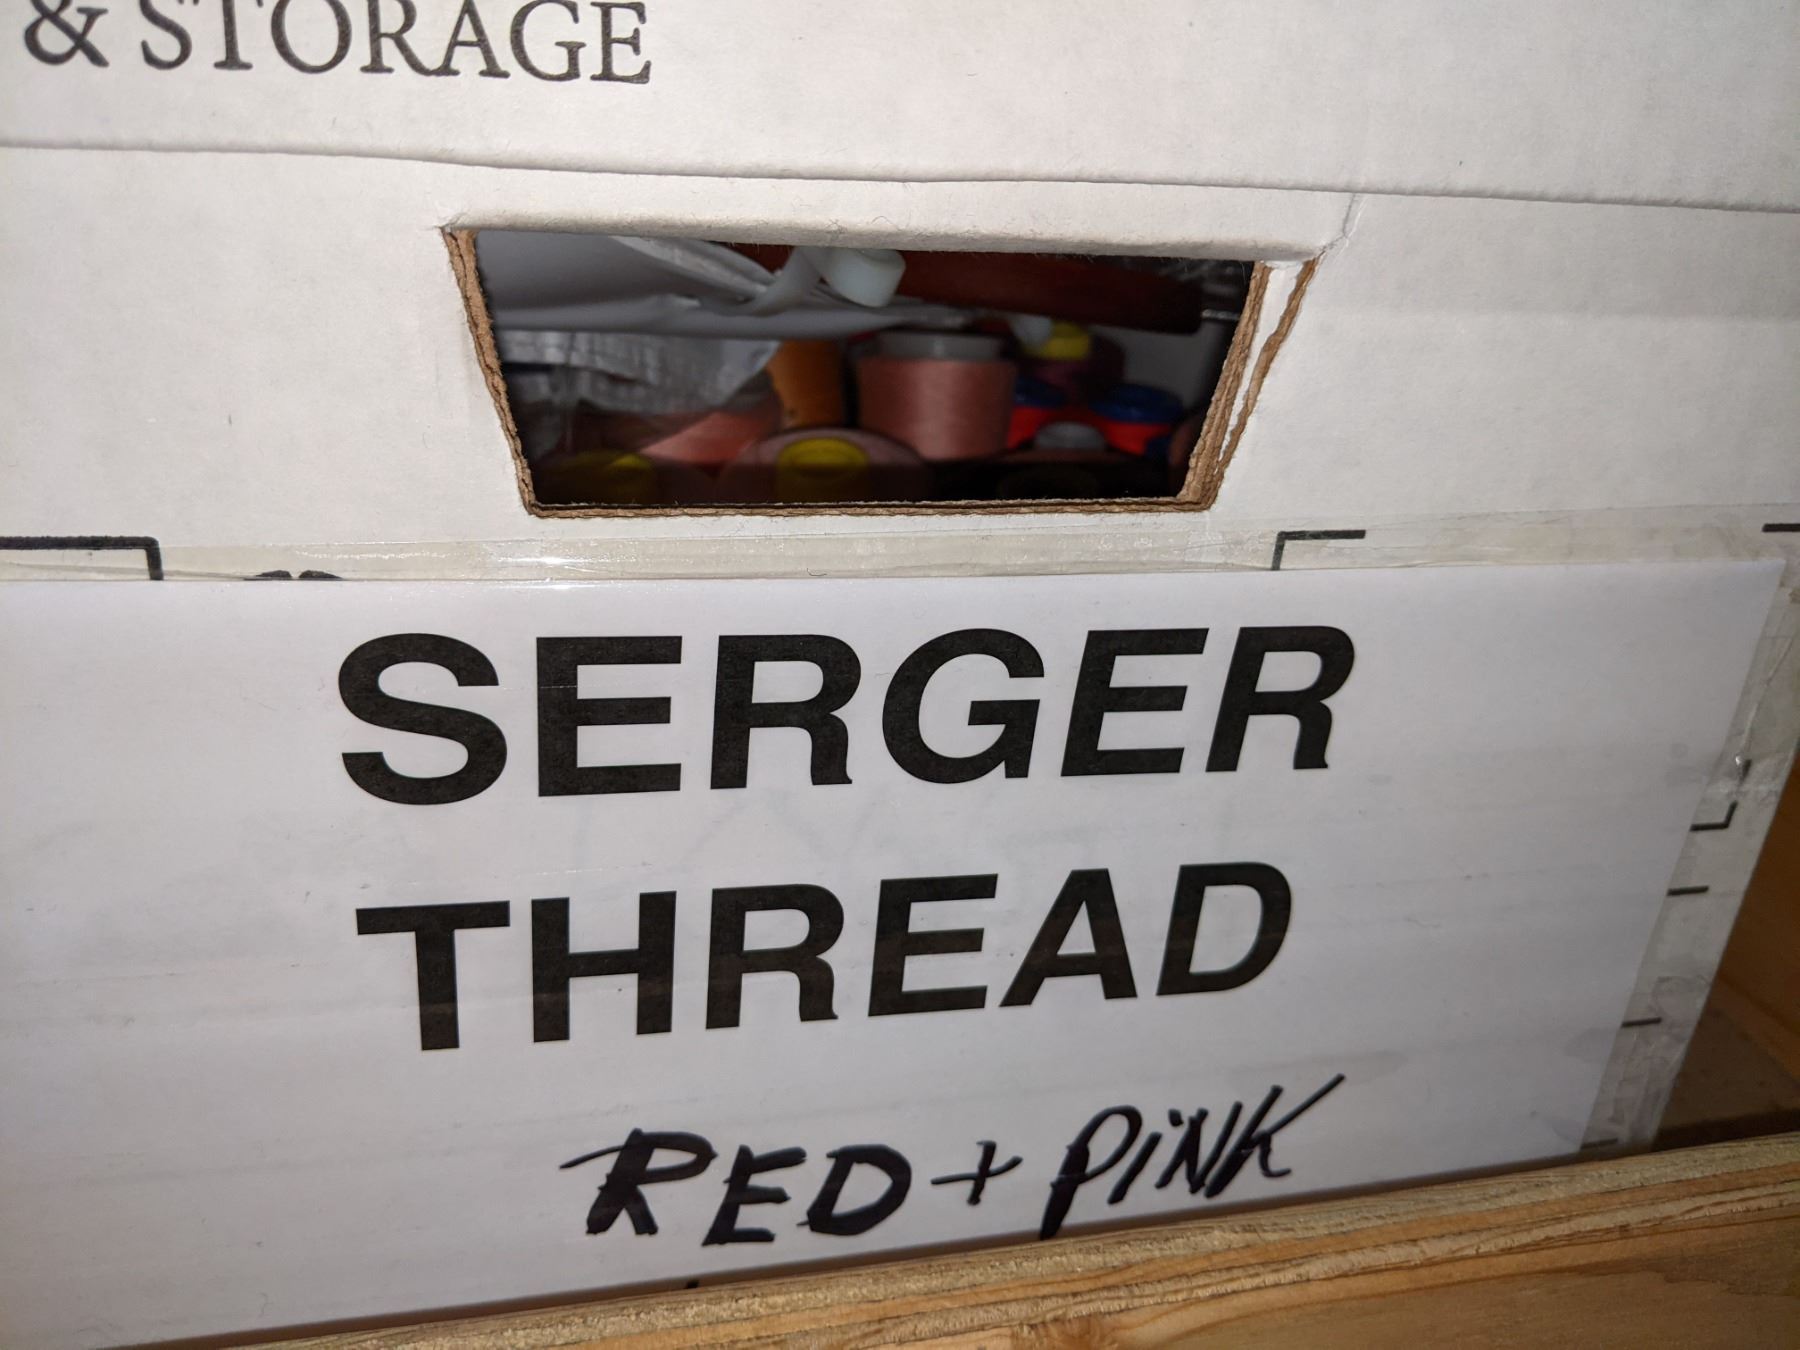 & STORAGE
SERGER
THREAD
RED + PiNK